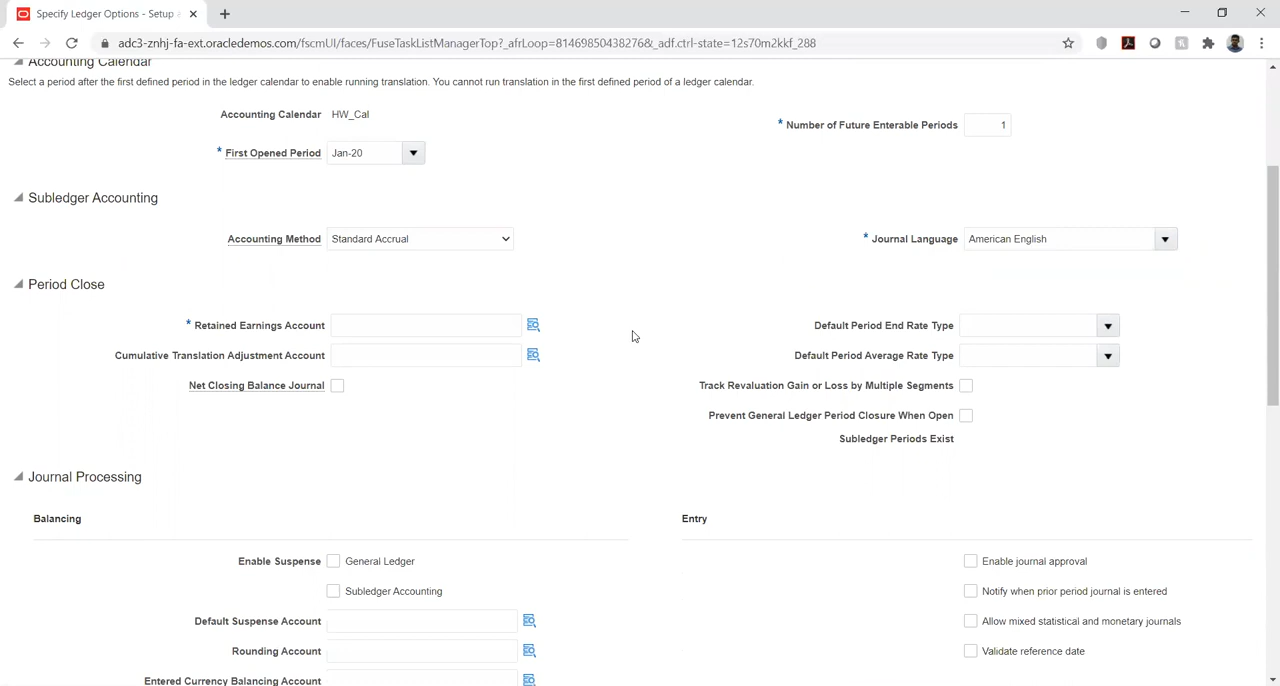 Specify Ledger Options - Setup
adc3-znhj-fa-ext.oracledemos.com/fscmUI/faces/FuseTaskListManagerTop?_afrLoop=814698504382768&_adf.ctrl-state=12s70m2kkf_288
Accounting Calendar
Select a period after the first defined period in the ledger calendar to enable running translation. You cannot run translation in the first defined period of a ledger calendar.
Accounting Calendar HW_Cal
* Number of Future Enterable Periods 1
* First Opened Period Jan-20
Subledger Accounting
Accounting Method Standard Accrual
* Journal Language American English
Period Close
* Retained Earnings Account
Default Period End Rate Type
Cumulative Translation Adjustment Account
Default Period Average Rate Type
Net Closing Balance Journal
Track Revaluation Gain or Loss by Multiple Segments
Prevent General Ledger Period Closure When Open
Subledger Periods Exist
Journal Processing
Balancing
Entry
Enable Suspense General Ledger
Enable journal approval
Subledger Accounting
Notify when prior period journal is entered
Default Suspense Account
Allow mixed statistical and monetary journals
Rounding Account
Validate reference date
Entered Currency Balancing Account